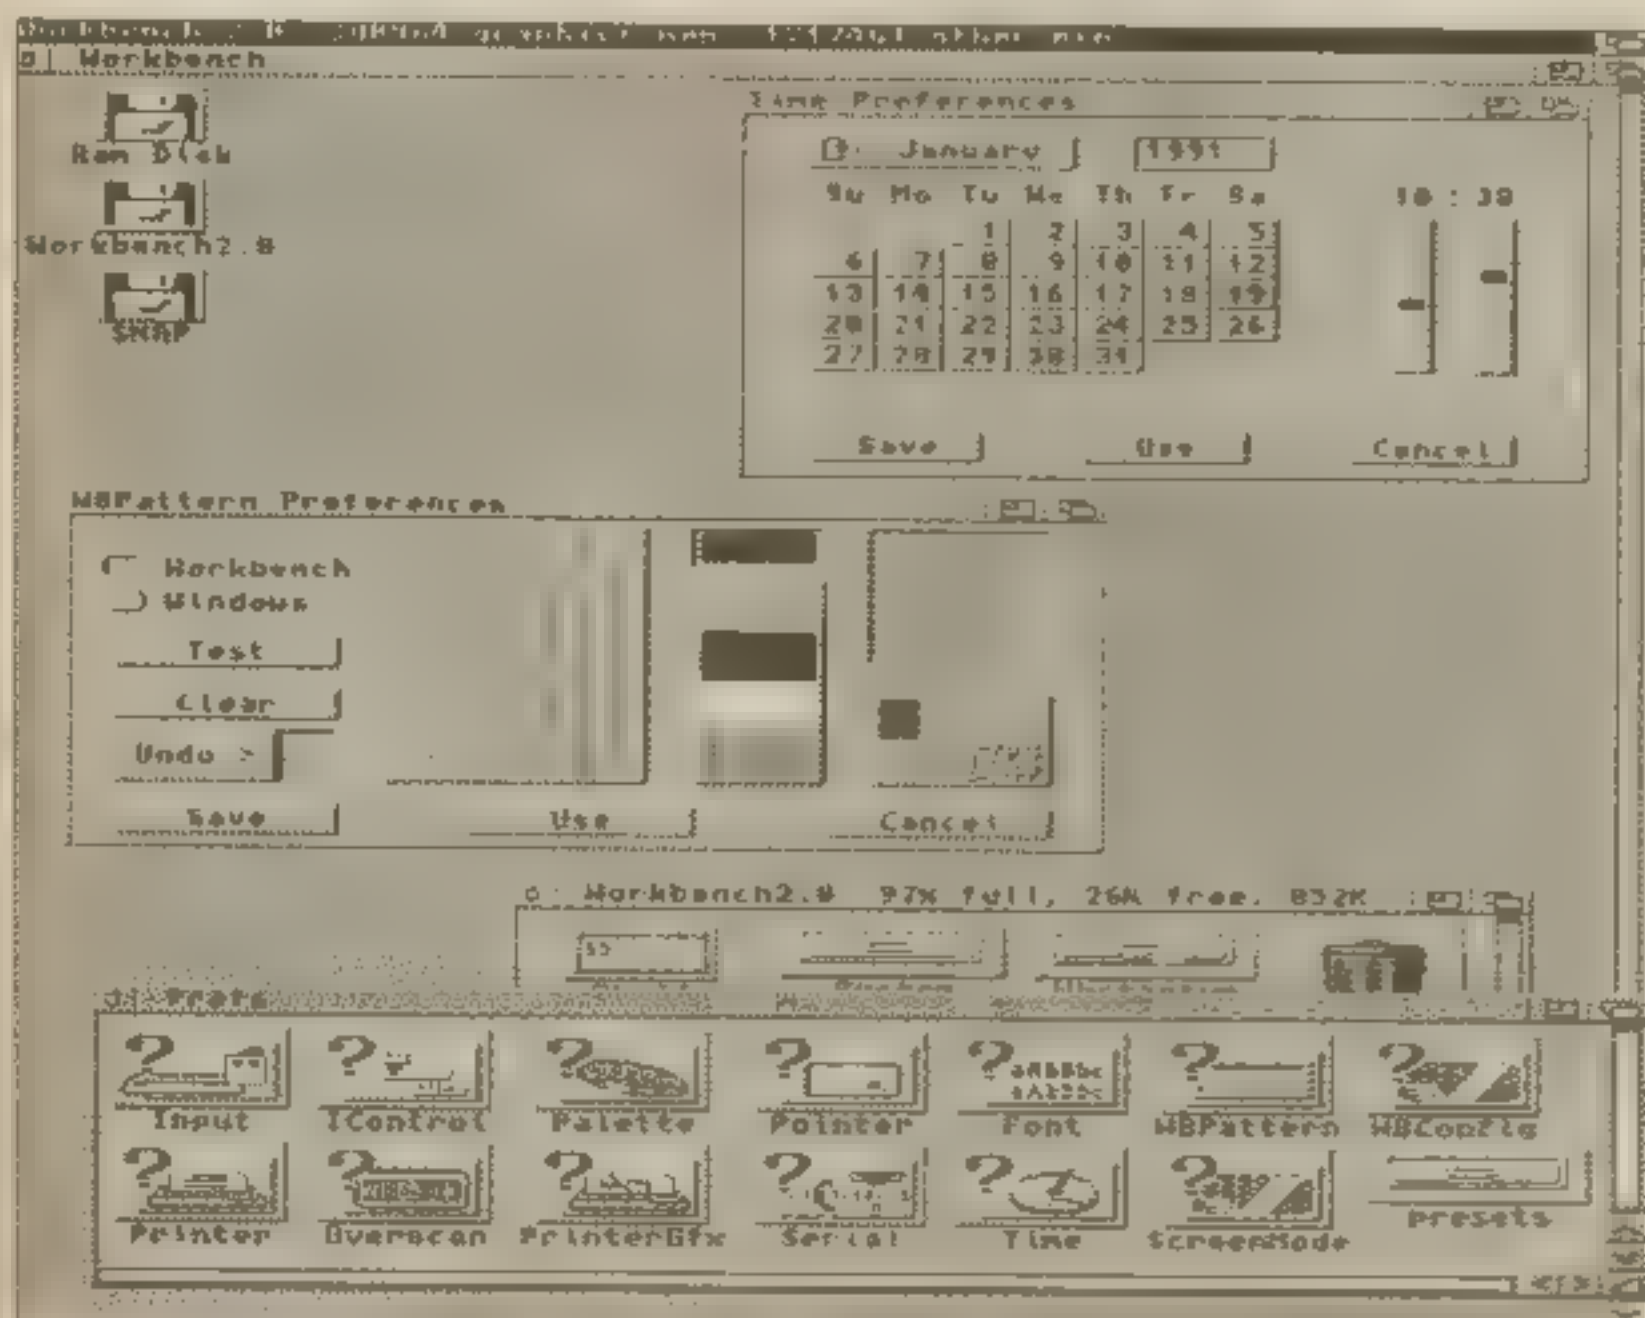 Workbench
Time Preferences
Ram Disk
January 1991
Su Mo Tu We Th Fr Sa
1 2 3 4 5
6 7 8 9 10 11 12
13 14 15 16 17 18 19
20 21 22 23 24 25 26
27 28 29 30 31
Workbench2.0
Save Use Cancel
WBPattern Preferences
Workbench
Windows
Test
Clear
Undo >
Save Use Cancel
Workbench2.0 97% full, 26K free, 852K
Prefs
Input IControl Palette Pointer Font WBPattern WBConfig
Printer Overscan PrinterGfx Serial Time ScreenMode presets